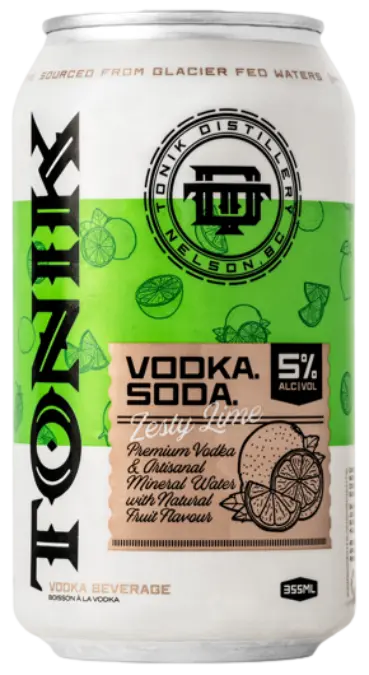 SOURCED FROM GLACIER FED WATERS
TONIK
TONIK DISTILLERY
NELSON, BC
VODKA.
SODA.
5%
ALC|VOL
Zesty Lime
Premium Vodka
& Artisanal
Mineral Water
with Natural
Fruit Flavour
VODKA BEVERAGE
BOISSON À LA VODKA
355ML